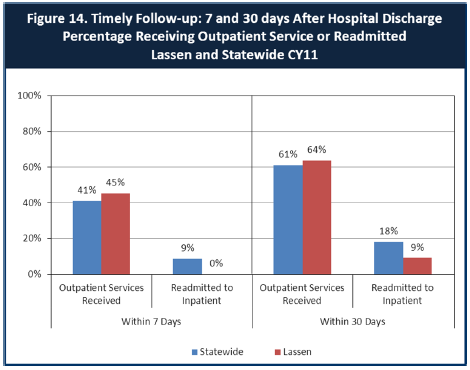 Figure 14. Timely Follow-up: 7 and 30 days After Hospital Discharge
Percentage Receiving Outpatient Service or Readmitted
Lassen and Statewide CY11
100%
80%
60%
40%
20%
0%
41%
45%
9%
0%
61%
64%
18%
9%
Outpatient Services
Received
Readmitted to
Inpatient
Outpatient Services
Received
Readmitted to
Inpatient
Within 7 Days
Within 30 Days
Statewide
Lassen